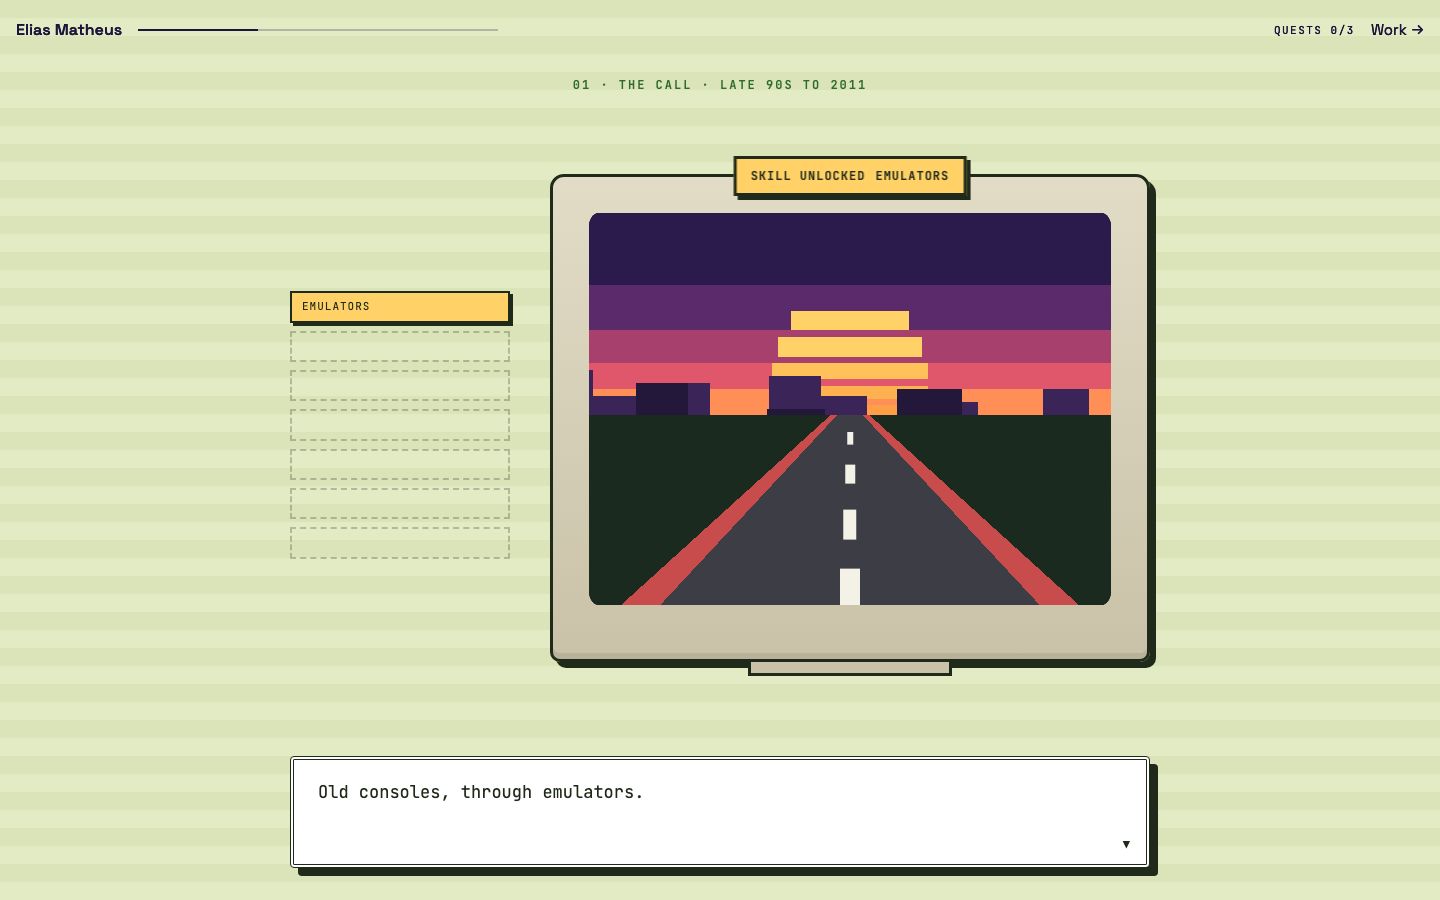 Elias Matheus
QUESTS 0/3 Work →
01 · THE CALL · LATE 90S TO 2011
SKILL UNLOCKED EMULATORS
EMULATORS
Old consoles, through emulators.
▼